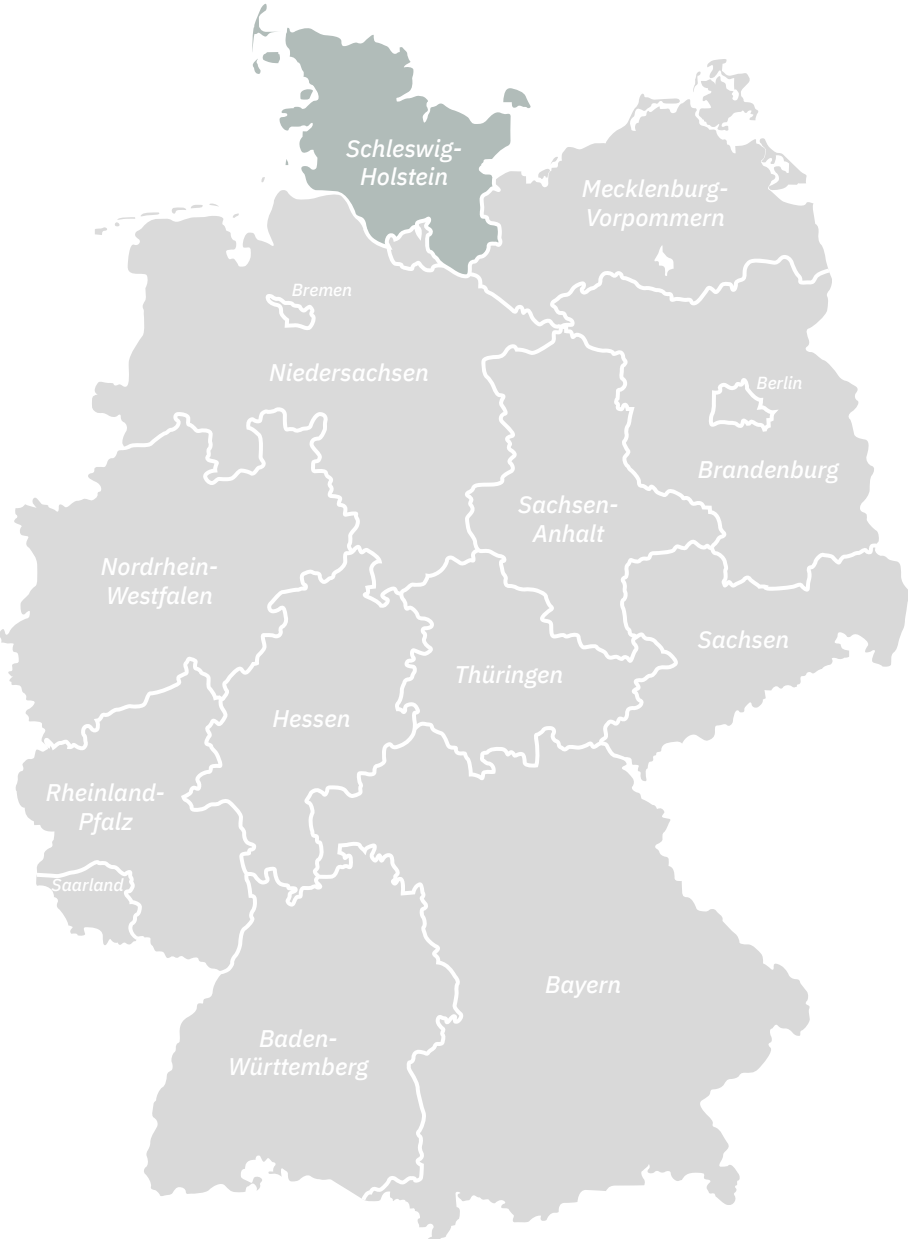 Schleswig-
Holstein
Mecklenburg-
Vorpommern
Bremen
Niedersachsen
Berlin
Brandenburg
Sachsen-
Anhalt
Nordrhein-
Westfalen
Sachsen
Thüringen
Hessen
Rheinland-
Pfalz
Saarland
Bayern
Baden-
Württemberg